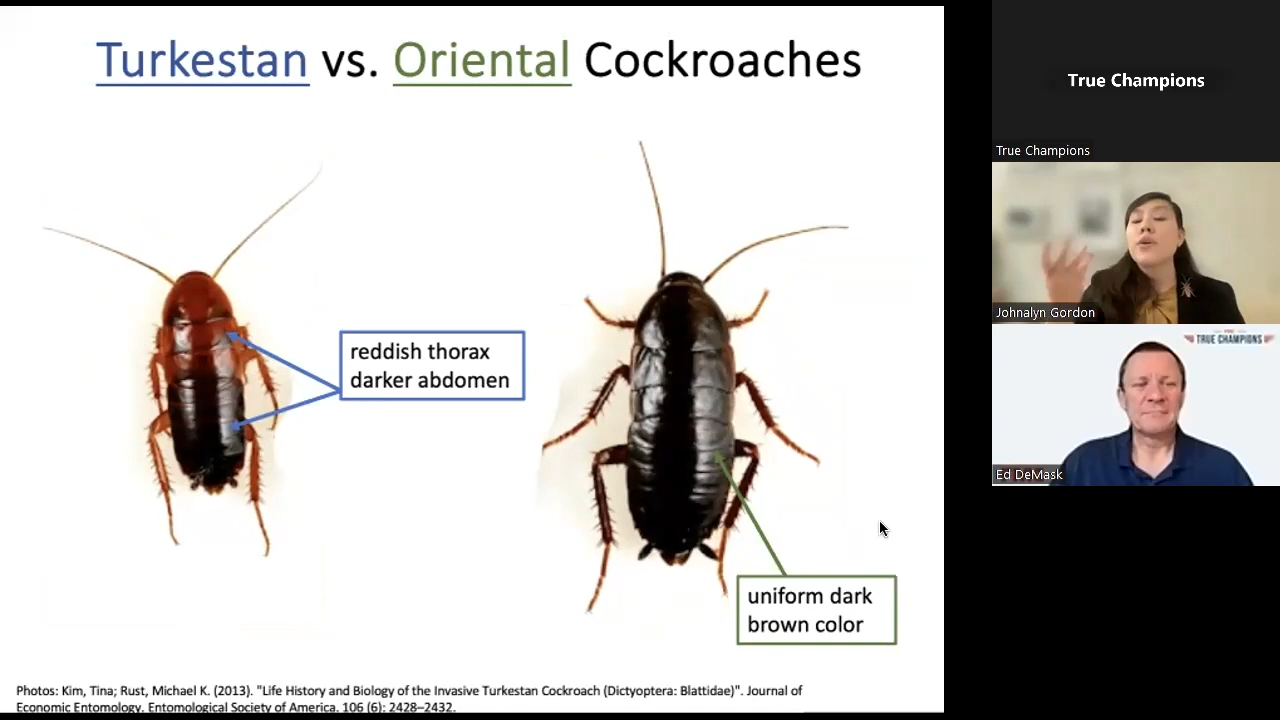 Turkestan vs. Oriental Cockroaches
reddish thorax
darker abdomen
uniform dark
brown color
Photos: Kim, Tina; Rust, Michael K. (2013). "Life History and Biology of the Invasive Turkestan Cockroach (Dictyoptera: Blattidae)". Journal of
Economic Entomology. Entomological Society of America. 106 (6): 2428–2432.
True Champions
True Champions
Johnalyn Gordon
TRUE CHAMPIONS
Ed DeMask